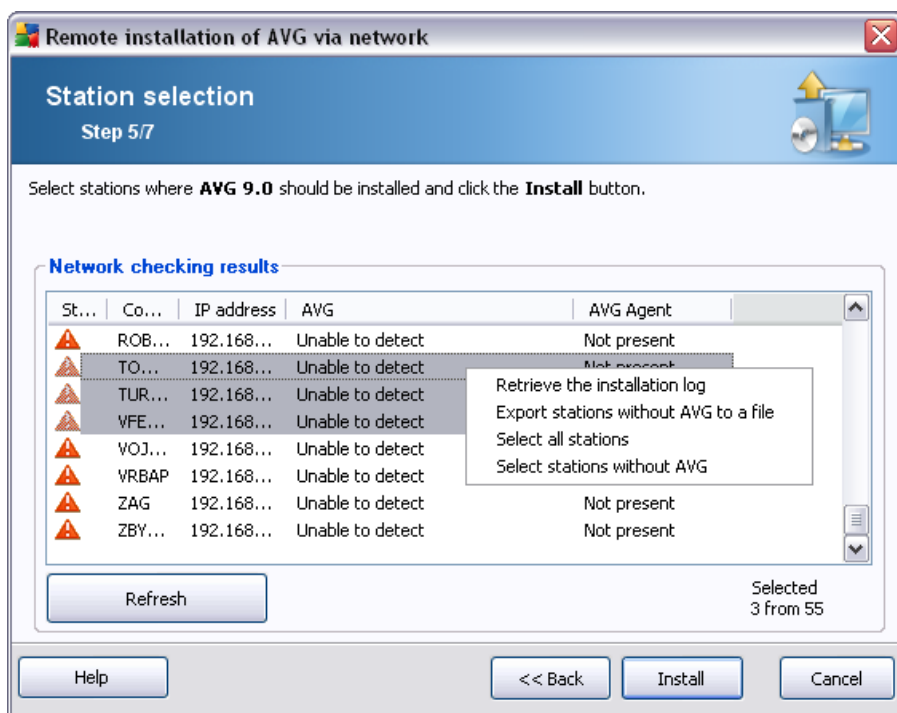 Remote installation of AVG via network
Station selection
Step 5/7
Select stations where AVG 9.0 should be installed and click the Install button.
Network checking results
St... Co... IP address AVG AVG Agent
ROB... 192.168... Unable to detect Not present
TO... 192.168... Unable to detect Not present
TUR... 192.168... Unable to detect
VFE... 192.168... Unable to detect
VOJ... 192.168... Unable to detect
VRBAP 192.168... Unable to detect
ZAG 192.168... Unable to detect Not present
ZBY... 192.168... Unable to detect Not present
Retrieve the installation log
Export stations without AVG to a file
Select all stations
Select stations without AVG
Refresh
Selected
3 from 55
Help << Back Install Cancel